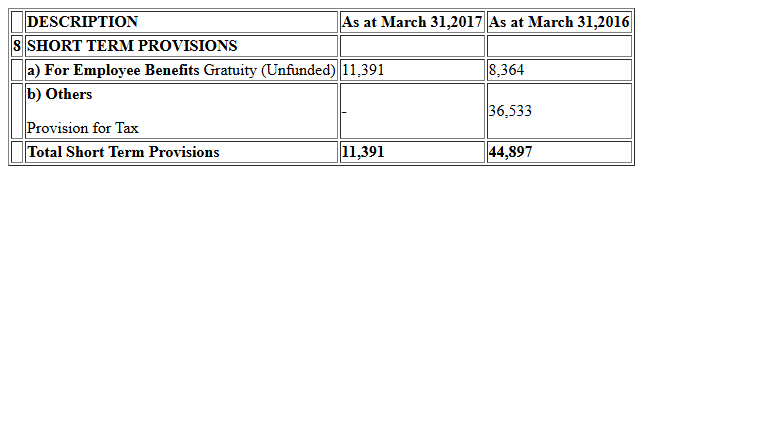 DESCRIPTION As at March 31,2017 As at March 31,2016
8 SHORT TERM PROVISIONS
a) For Employee Benefits Gratuity (Unfunded) 11,391 8,364
b) Others
- 36,533
Provision for Tax
Total Short Term Provisions 11,391 44,897